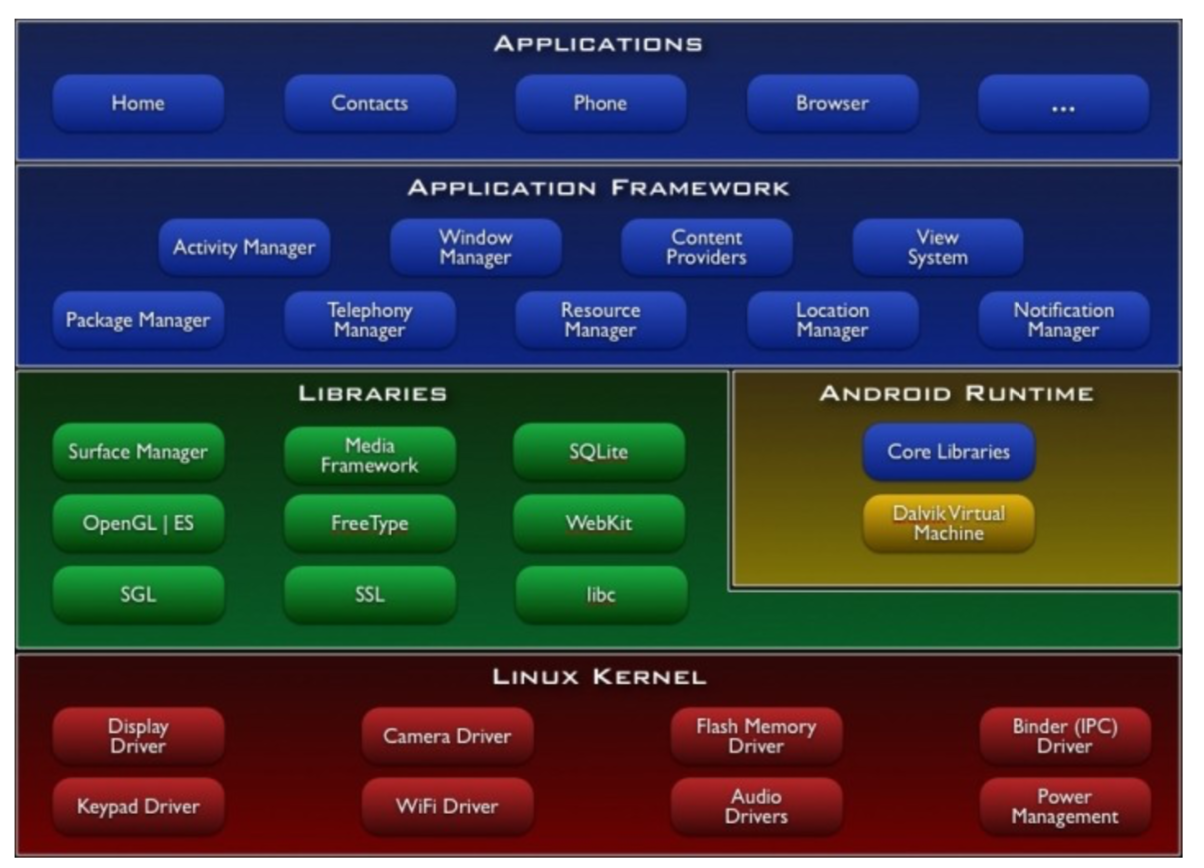 APPLICATIONS
Home
Contacts
Phone
Browser
...
APPLICATION FRAMEWORK
Activity Manager
Window
Manager
Content
Providers
View
System
Package Manager
Telephony
Manager
Resource
Manager
Location
Manager
Notification
Manager
LIBRARIES
Surface Manager
Media
Framework
SQLite
OpenGL | ES
FreeType
WebKit
SGL
SSL
libc
ANDROID RUNTIME
Core Libraries
Dalvik Virtual
Machine
LINUX KERNEL
Display
Driver
Camera Driver
Flash Memory
Driver
Binder (IPC)
Driver
Keypad Driver
WiFi Driver
Audio
Drivers
Power
Management